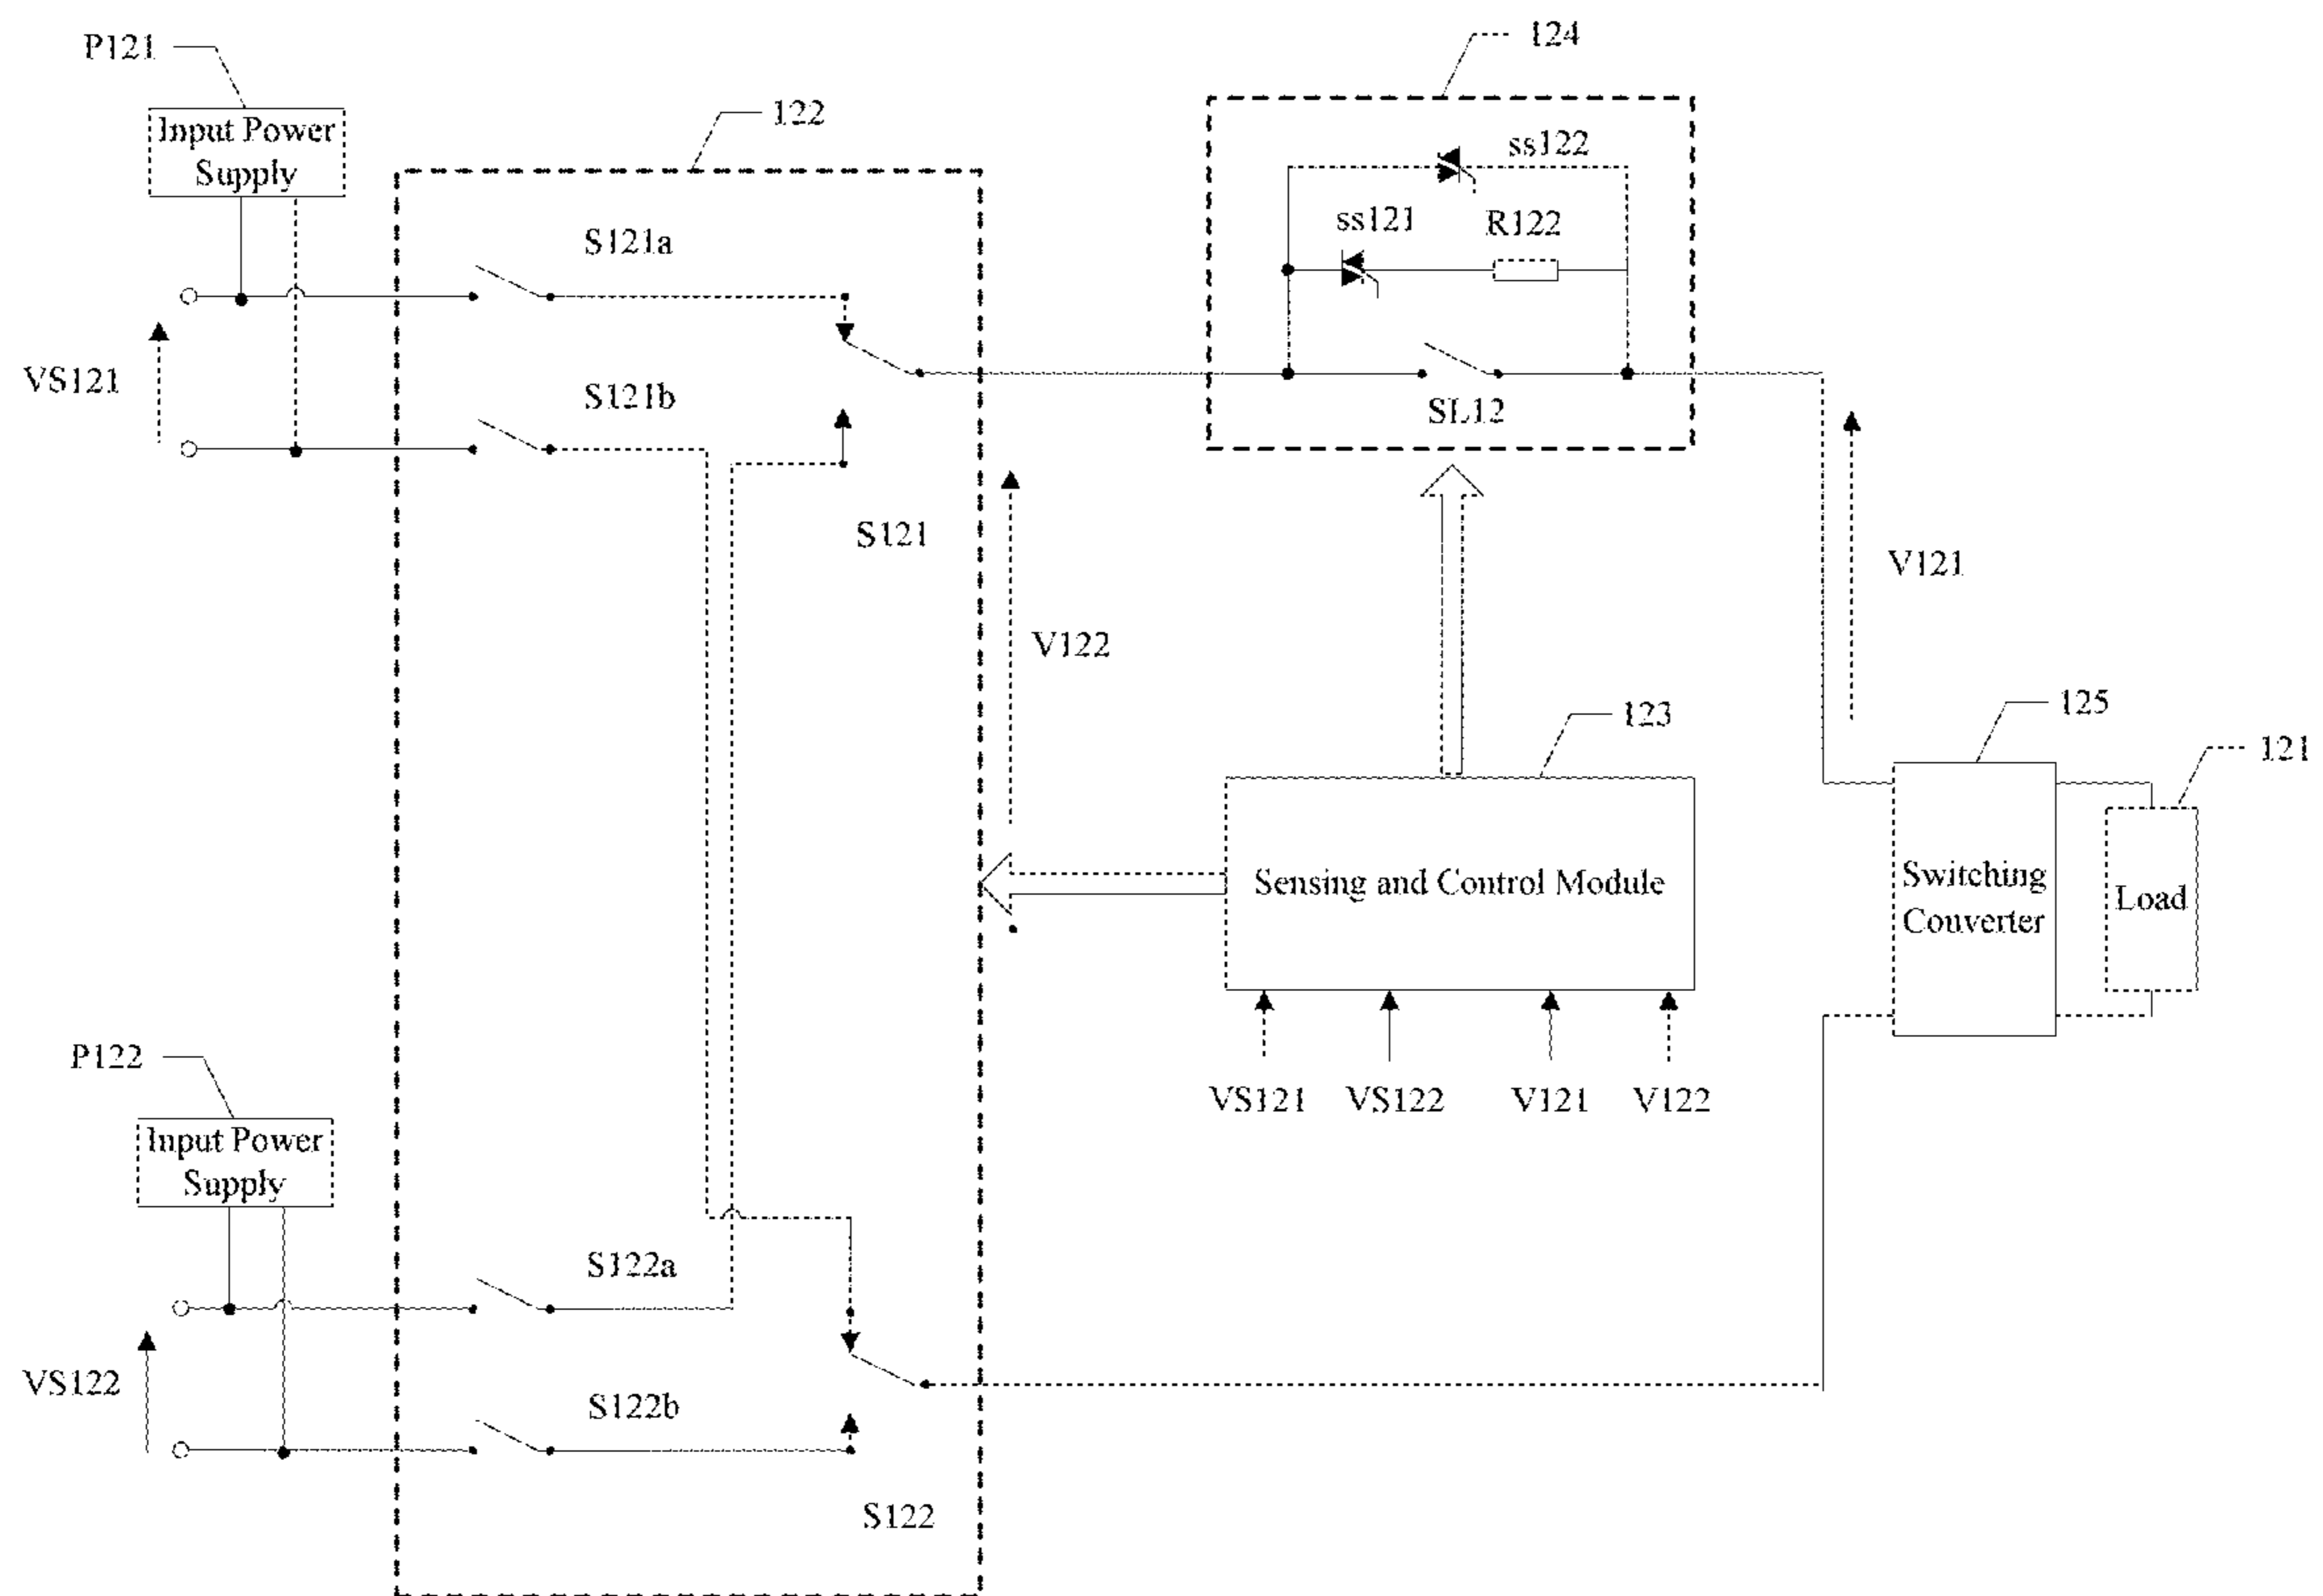 P121
Input Power
Supply
VS121
122
S121a
S121b
S121
124
ss122
ss121
R122
SL12
V122
V121
123
Sensing and Control Module
VS121
VS122
V121
V122
125
Switching
Converter
121
Load
P122
Input Power
Supply
VS122
S122a
S122b
S122